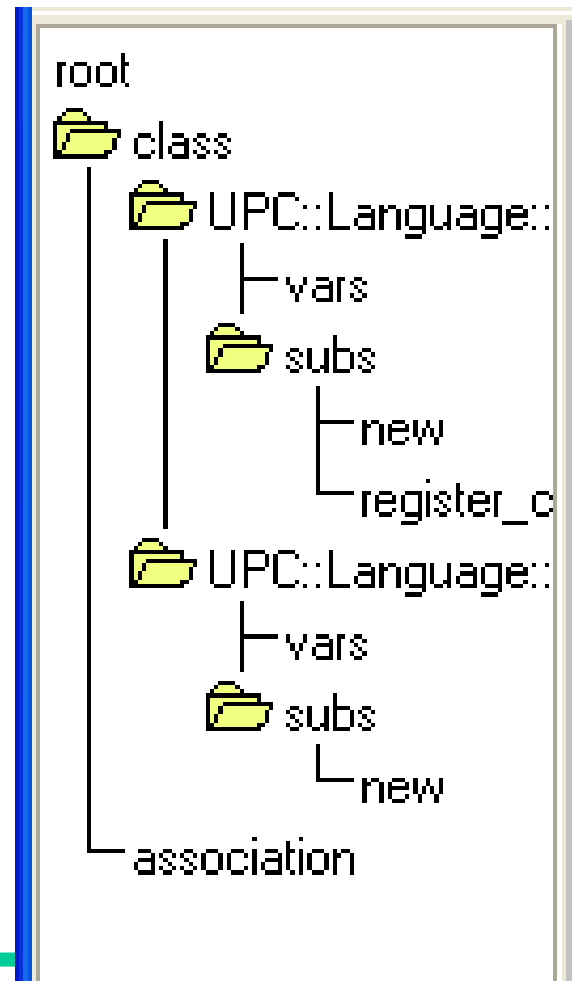 root
class
UPC::Language::
vars
subs
new
register_c
UPC::Language::
vars
subs
new
association